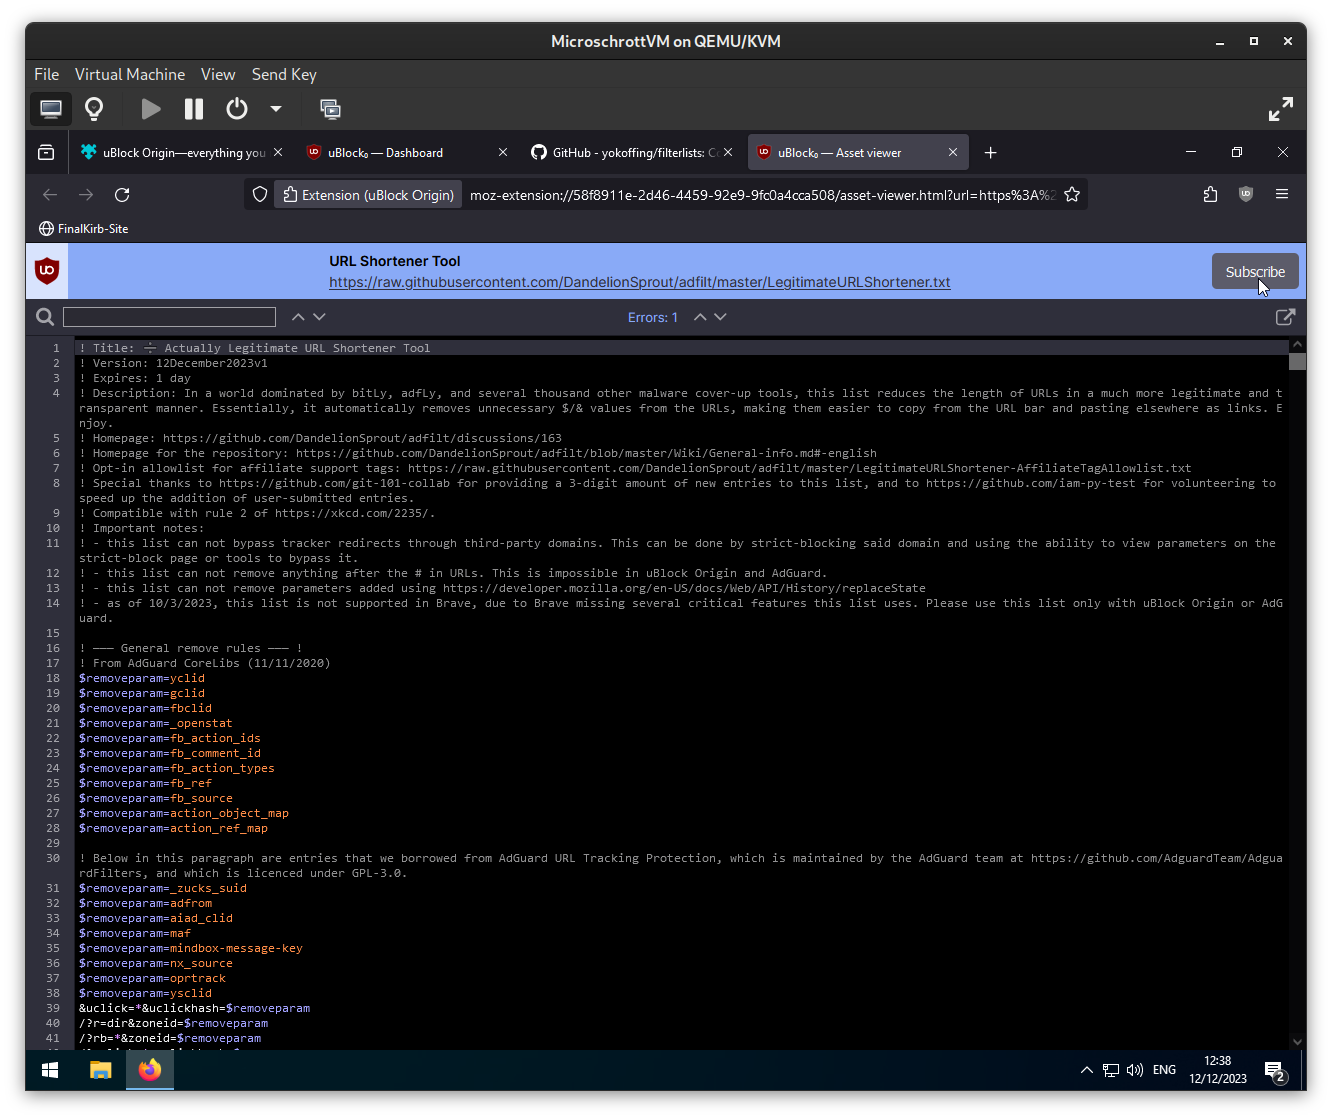 MicroschrottVM on QEMU/KVM
File Virtual Machine View Send Key
uBlock Origin—everything you
uBlock₀ — Dashboard
GitHub - yokoffing/filterlists: Cc
uBlock₀ — Asset viewer
Extension (uBlock Origin) moz-extension://58f8911e-2d46-4459-92e9-9fc0a4cca508/asset-viewer.html?url=https%3A%2
FinalKirb-Site
URL Shortener Tool
https://raw.githubusercontent.com/DandelionSprout/adfilt/master/LegitimateURLShortener.txt
Subscribe
Errors: 1
1 ! Title: ➗ Actually Legitimate URL Shortener Tool
2 ! Version: 12December2023v1
3 ! Expires: 1 day
4 ! Description: In a world dominated by bitLy, adfLy, and several thousand other malware cover-up tools, this list reduces the length of URLs in a much more legitimate and t
ransparent manner. Essentially, it automatically removes unnecessary $/& values from the URLs, making them easier to copy from the URL bar and pasting elsewhere as links. E
njoy.
5 ! Homepage: https://github.com/DandelionSprout/adfilt/discussions/163
6 ! Homepage for the repository: https://github.com/DandelionSprout/adfilt/blob/master/Wiki/General-info.md#-english
7 ! Opt-in allowlist for affiliate support tags: https://raw.githubusercontent.com/DandelionSprout/adfilt/master/LegitimateURLShortener-AffiliateTagAllowlist.txt
8 ! Special thanks to https://github.com/git-101-collab for providing a 3-digit amount of new entries to this list, and to https://github.com/iam-py-test for volunteering to
speed up the addition of user-submitted entries.
9 ! Compatible with rule 2 of https://xkcd.com/2235/.
10 ! Important notes:
11 ! - this list can not bypass tracker redirects through third-party domains. This can be done by strict-blocking said domain and using the ability to view parameters on the
strict-block page or tools to bypass it.
12 ! - this list can not remove anything after the # in URLs. This is impossible in uBlock Origin and AdGuard.
13 ! - this list can not remove parameters added using https://developer.mozilla.org/en-US/docs/Web/API/History/replaceState
14 ! - as of 10/3/2023, this list is not supported in Brave, due to Brave missing several critical features this list uses. Please use this list only with uBlock Origin or AdG
uard.
15
16 ! ——— General remove rules ——— !
17 ! From AdGuard CoreLibs (11/11/2020)
18 $removeparam=yclid
19 $removeparam=gclid
20 $removeparam=fbclid
21 $removeparam=_openstat
22 $removeparam=fb_action_ids
23 $removeparam=fb_comment_id
24 $removeparam=fb_action_types
25 $removeparam=fb_ref
26 $removeparam=fb_source
27 $removeparam=action_object_map
28 $removeparam=action_ref_map
29
30 ! Below in this paragraph are entries that we borrowed from AdGuard URL Tracking Protection, which is maintained by the AdGuard team at https://github.com/AdguardTeam/Adgua
rdFilters, and which is licenced under GPL-3.0.
31 $removeparam=_zucks_suid
32 $removeparam=adfrom
33 $removeparam=aiad_clid
34 $removeparam=maf
35 $removeparam=mindbox-message-key
36 $removeparam=nx_source
37 $removeparam=oprtrack
38 $removeparam=ysclid
39 &uclick=*&uclickhash=$removeparam
40 /?r=dir&zoneid=$removeparam
41 /?rb=*&zoneid=$removeparam
ENG
12:38
12/12/2023
2